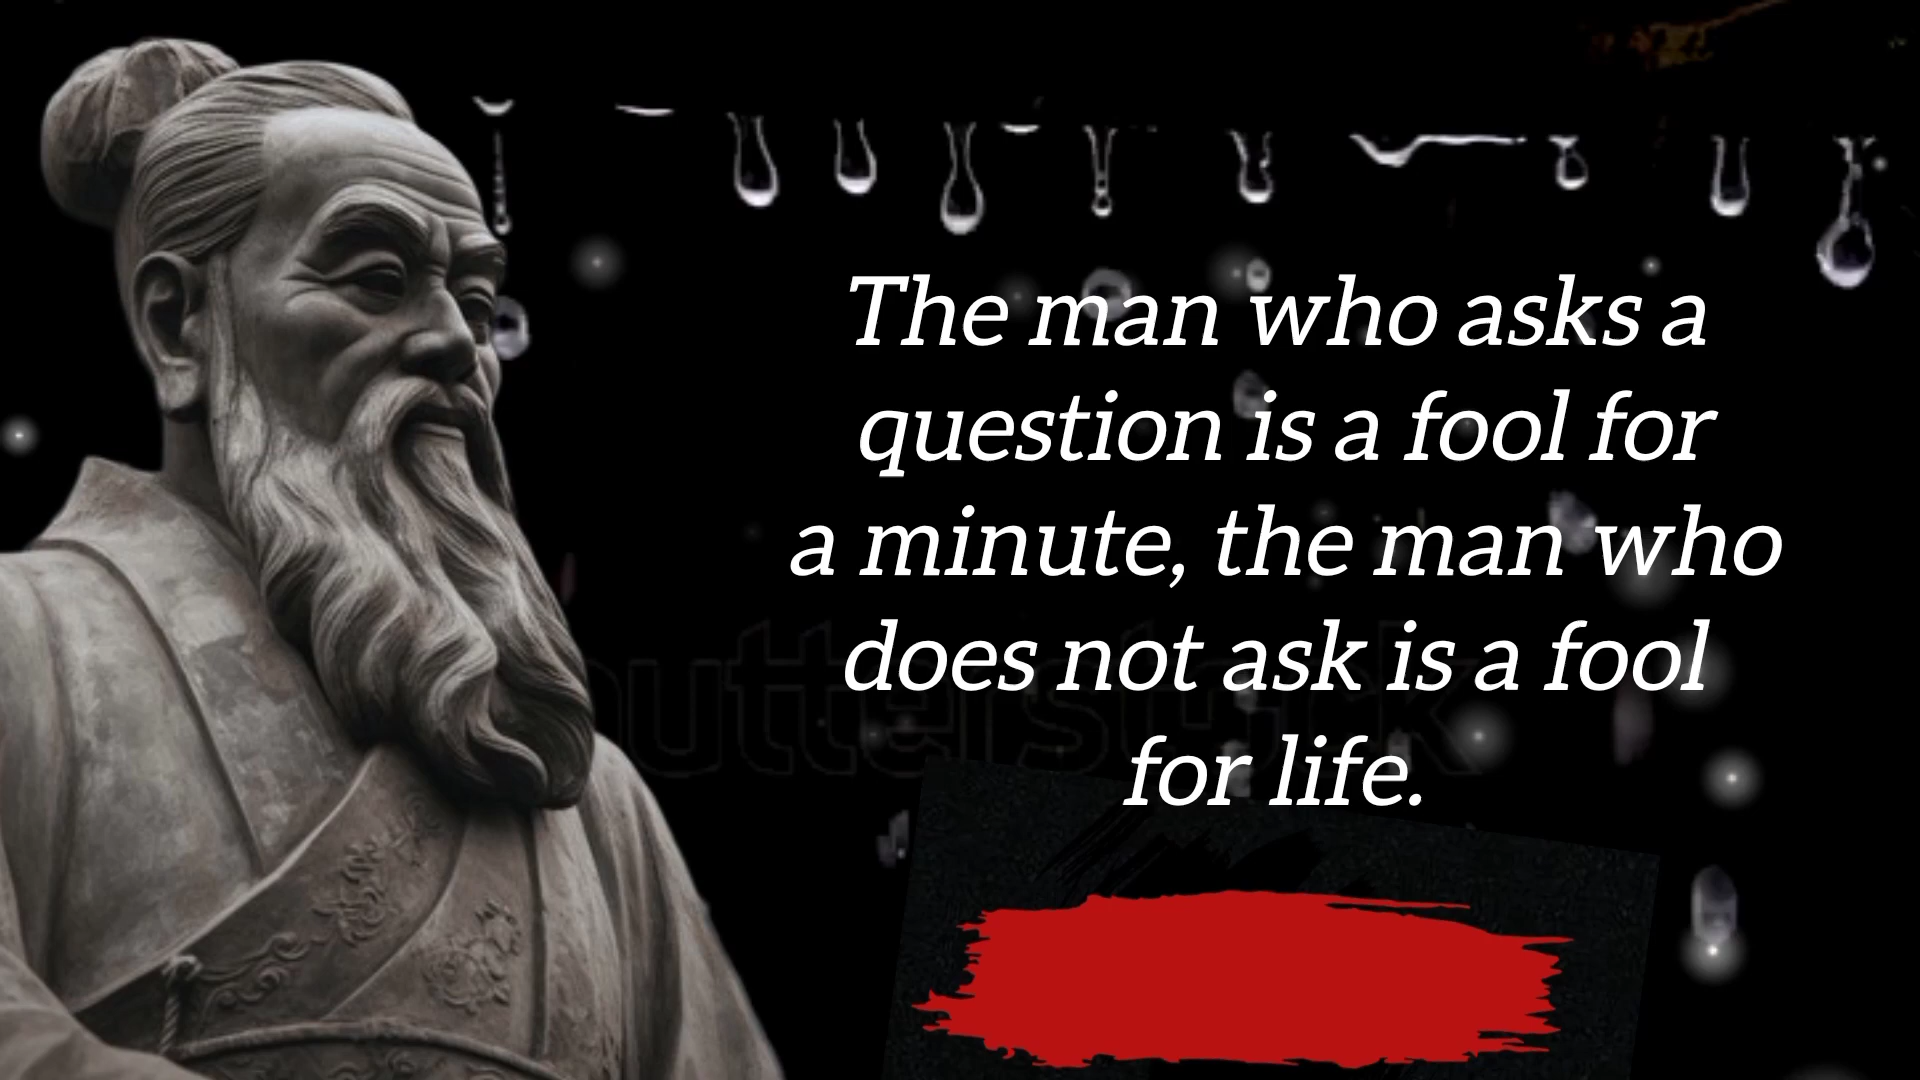 The man who asks a
question is a fool for
a minute, the man who
does not ask is a fool
for life.